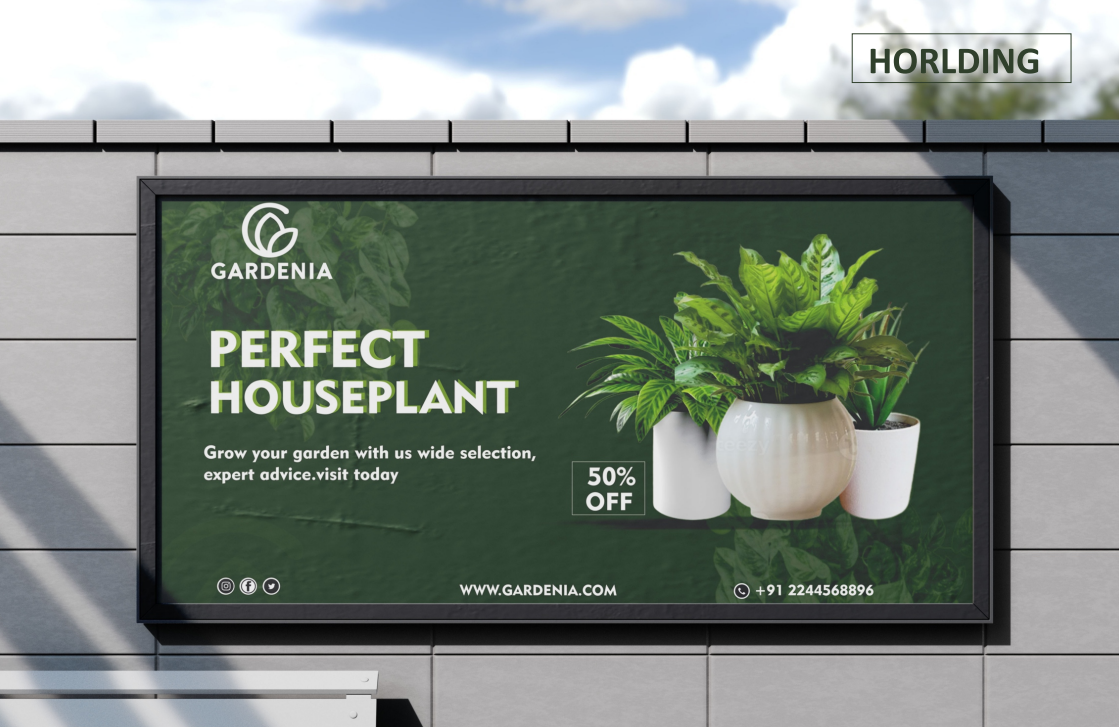 HORLDING
GARDENIA
PERFECT
HOUSEPLANT
Grow your garden with us wide selection,
expert advice.visit today
50%
OFF
WWW.GARDENIA.COM
+91 2244568896